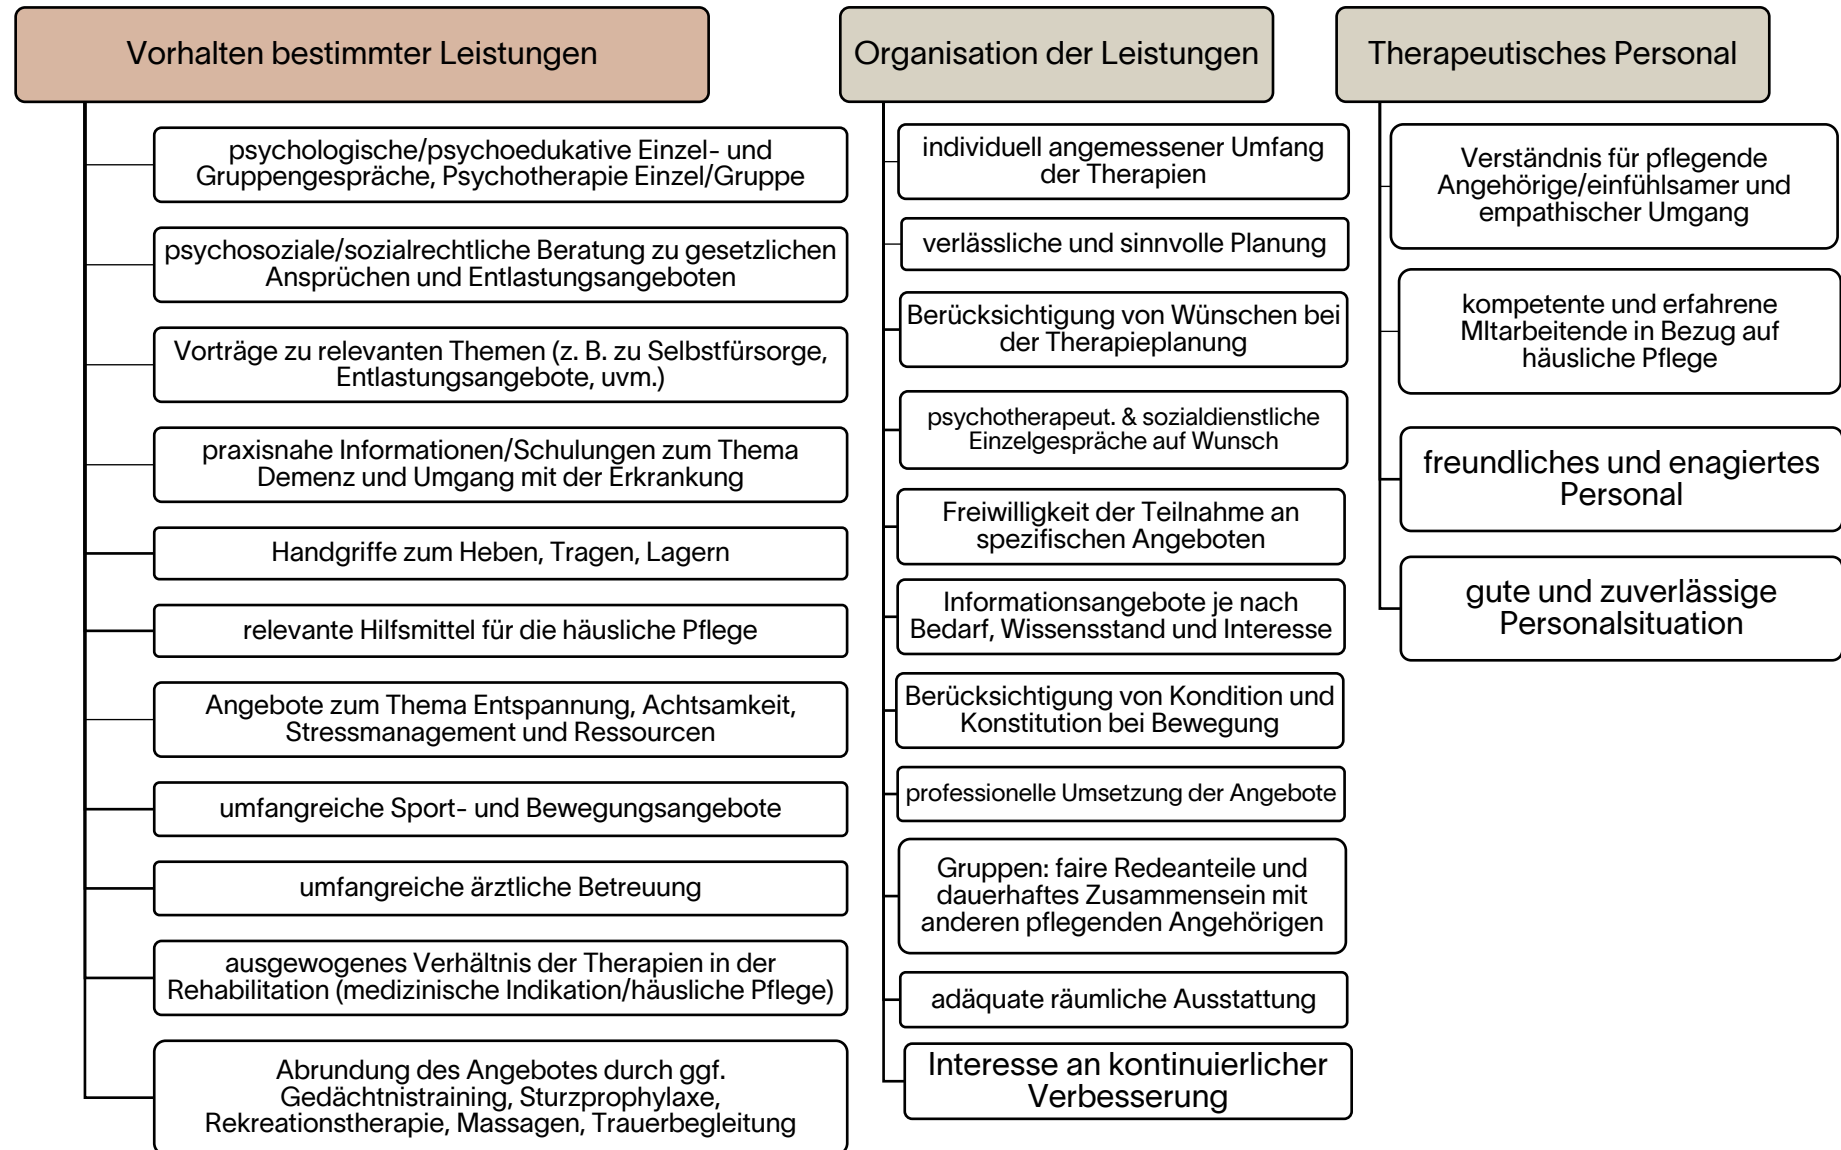 Vorhalten bestimmter Leistungen
psychologische/psychoedukative Einzel- und
Gruppengespräche, Psychotherapie Einzel/Gruppe
psychosoziale/sozialrechtliche Beratung zu gesetzlichen
Ansprüchen und Entlastungsangeboten
Vorträge zu relevanten Themen (z. B. zu Selbstfürsorge,
Entlastungsangebote, uvm.)
praxisnahe Informationen/Schulungen zum Thema
Demenz und Umgang mit der Erkrankung
Handgriffe zum Heben, Tragen, Lagern
relevante Hilfsmittel für die häusliche Pflege
Angebote zum Thema Entspannung, Achtsamkeit,
Stressmanagement und Ressourcen
umfangreiche Sport- und Bewegungsangebote
umfangreiche ärztliche Betreuung
ausgewogenes Verhältnis der Therapien in der
Rehabilitation (medizinische Indikation/häusliche Pflege)
Abrundung des Angebotes durch ggf.
Gedächtnistraining, Sturzprophylaxe,
Rekreationstherapie, Massagen, Trauerbegleitung
Organisation der Leistungen
individuell angemessener Umfang
der Therapien
verlässliche und sinnvolle Planung
Berücksichtigung von Wünschen bei
der Therapieplanung
psychotherapeut. & sozialdienstliche
Einzelgespräche auf Wunsch
Freiwilligkeit der Teilnahme an
spezifischen Angeboten
Informationsangebote je nach
Bedarf, Wissensstand und Interesse
Berücksichtigung von Kondition und
Konstitution bei Bewegung
professionelle Umsetzung der Angebote
Gruppen: faire Redeanteile und
dauerhaftes Zusammensein mit
anderen pflegenden Angehörigen
adäquate räumliche Ausstattung
Interesse an kontinuierlicher
Verbesserung
Therapeutisches Personal
Verständnis für pflegende
Angehörige/einfühlsamer und
empathischer Umgang
kompetente und erfahrene
MItarbeitende in Bezug auf
häusliche Pflege
freundliches und enagiertes
Personal
gute und zuverlässige
Personalsituation